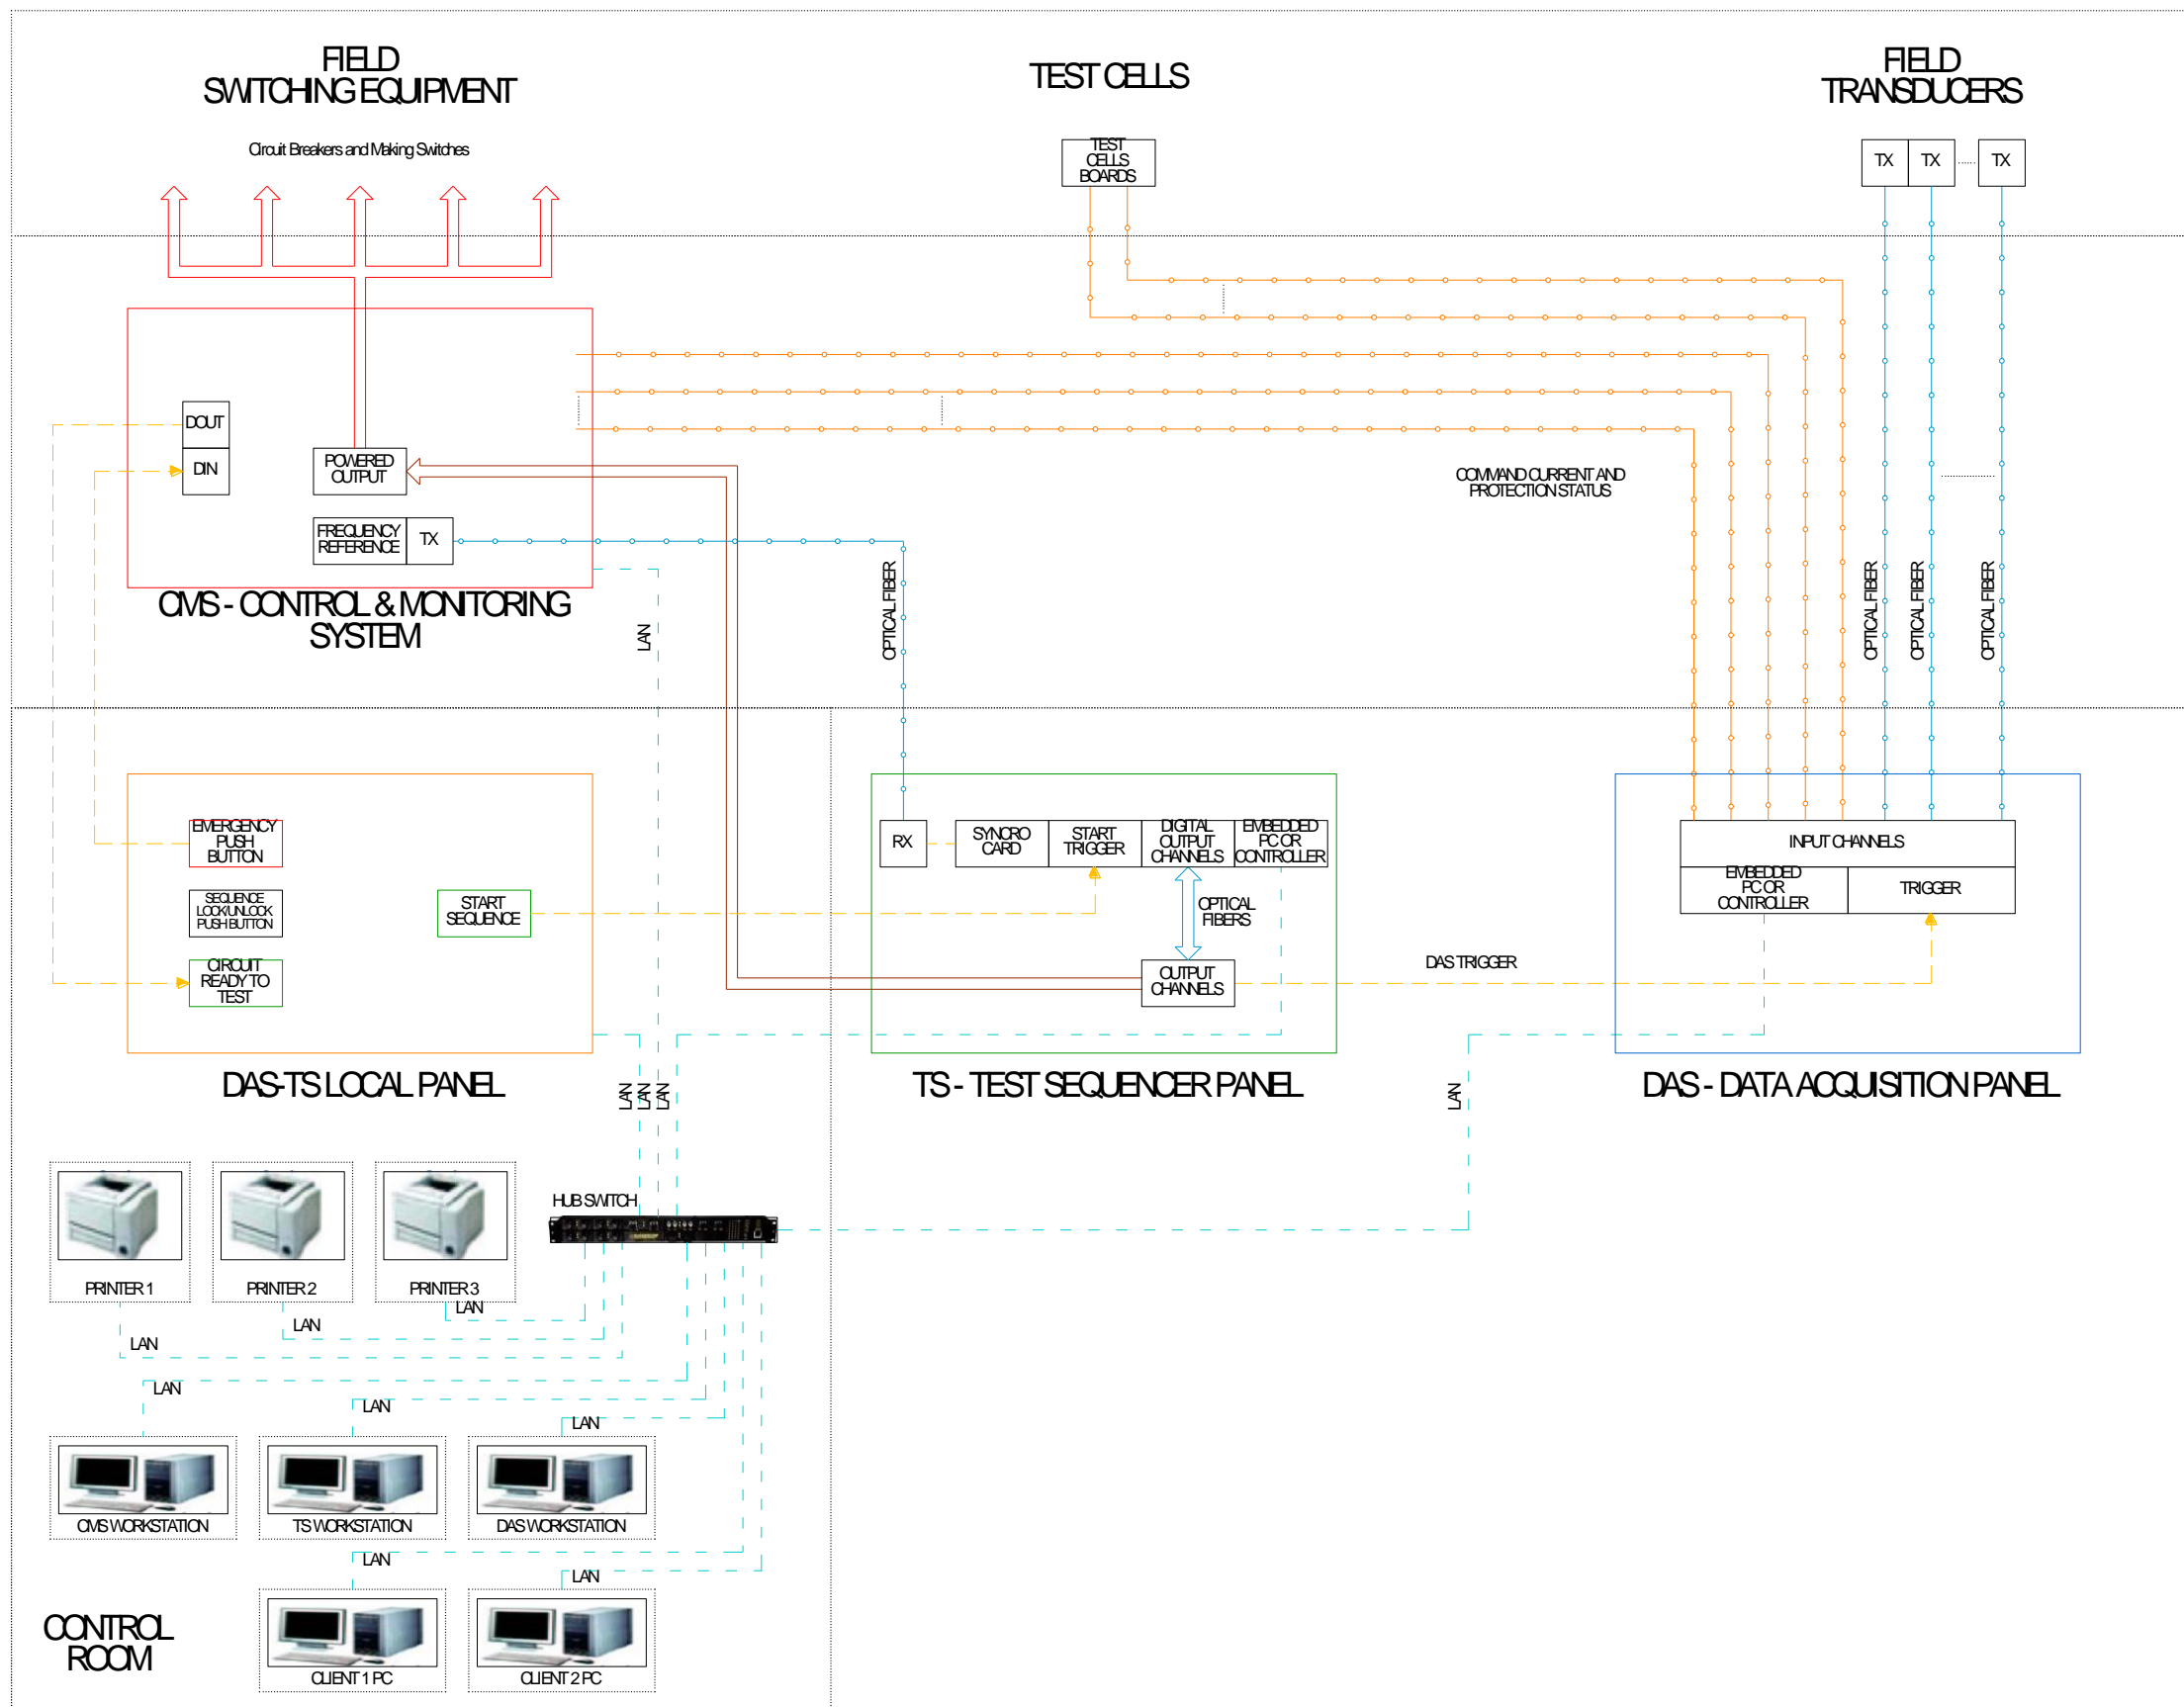 FIELD
SWITCHING EQUIPMENT
Circuit Breakers and Making Switches
TEST CELLS
TEST
CELLS
BOARDS
FIELD
TRANSDUCERS
TX
TX
TX
DOUT
DIN
POWERED
OUTPUT
FREQUENCY
REFERENCE
TX
CMS - CONTROL & MONITORING
SYSTEM
COMMAND CURRENT AND
PROTECTION STATUS
LAN
OPTICAL FIBER
OPTICAL FIBER
OPTICAL FIBER
OPTICAL FIBER
EMERGENCY
PUSH
BUTTON
SEQUENCE
LOCK/UNLOCK
PUSH BUTTON
CIRCUIT
READY TO
TEST
START
SEQUENCE
DAS-TS LOCAL PANEL
RX
SYNCRO
CARD
START
TRIGGER
DIGITAL
OUTPUT
CHANNELS
EMBEDDED
PC OR
CONTROLLER
OPTICAL
FIBERS
OUTPUT
CHANNELS
TS - TEST SEQUENCER PANEL
DAS TRIGGER
INPUT CHANNELS
EMBEDDED
PC OR
CONTROLLER
TRIGGER
DAS - DATA ACQUISITION PANEL
LAN
LAN
LAN
LAN
HUB SWITCH
PRINTER 1
PRINTER 2
PRINTER 3
LAN
LAN
LAN
LAN
LAN
LAN
CMS WORKSTATION
TS WORKSTATION
DAS WORKSTATION
LAN
LAN
CLIENT 1 PC
CLIENT 2 PC
CONTROL
ROOM